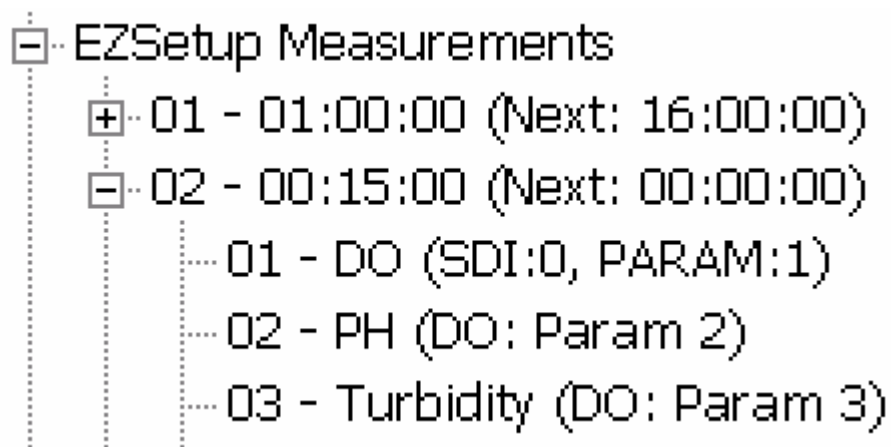 EZSetup Measurements
01 - 01:00:00 (Next: 16:00:00)
02 - 00:15:00 (Next: 00:00:00)
01 - DO (SDI:0, PARAM:1)
02 - PH (DO: Param 2)
03 - Turbidity (DO: Param 3)